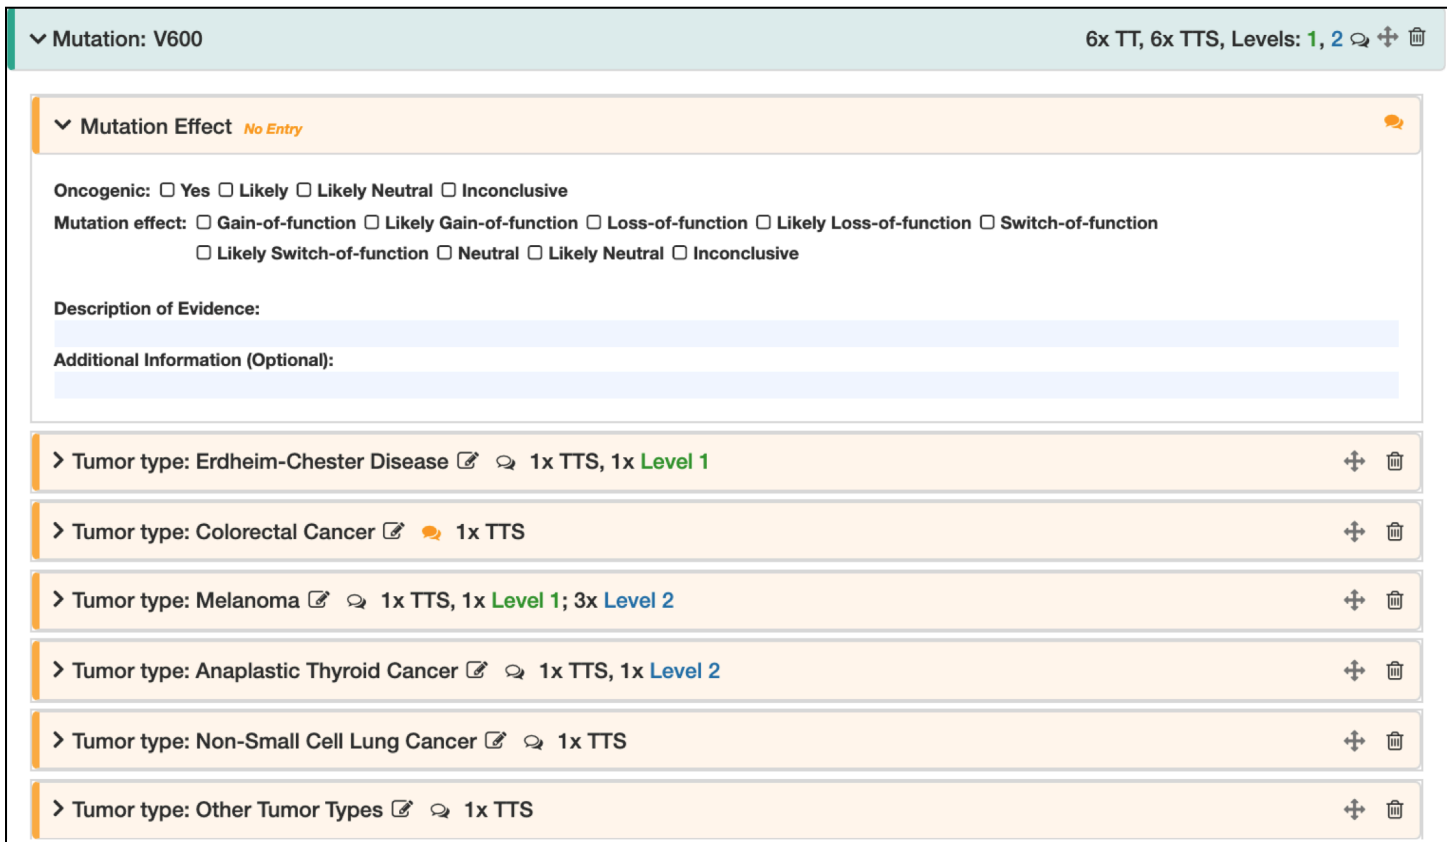 Mutation: V600 6x TT, 6x TTS, Levels: 1, 2
Mutation Effect No Entry
Oncogenic: Yes Likely Likely Neutral Inconclusive
Mutation effect: Gain-of-function Likely Gain-of-function Loss-of-function Likely Loss-of-function Switch-of-function
Likely Switch-of-function Neutral Likely Neutral Inconclusive
Description of Evidence:
Additional Information (Optional):
Tumor type: Erdheim-Chester Disease 1x TTS, 1x Level 1
Tumor type: Colorectal Cancer 1x TTS
Tumor type: Melanoma 1x TTS, 1x Level 1; 3x Level 2
Tumor type: Anaplastic Thyroid Cancer 1x TTS, 1x Level 2
Tumor type: Non-Small Cell Lung Cancer 1x TTS
Tumor type: Other Tumor Types 1x TTS